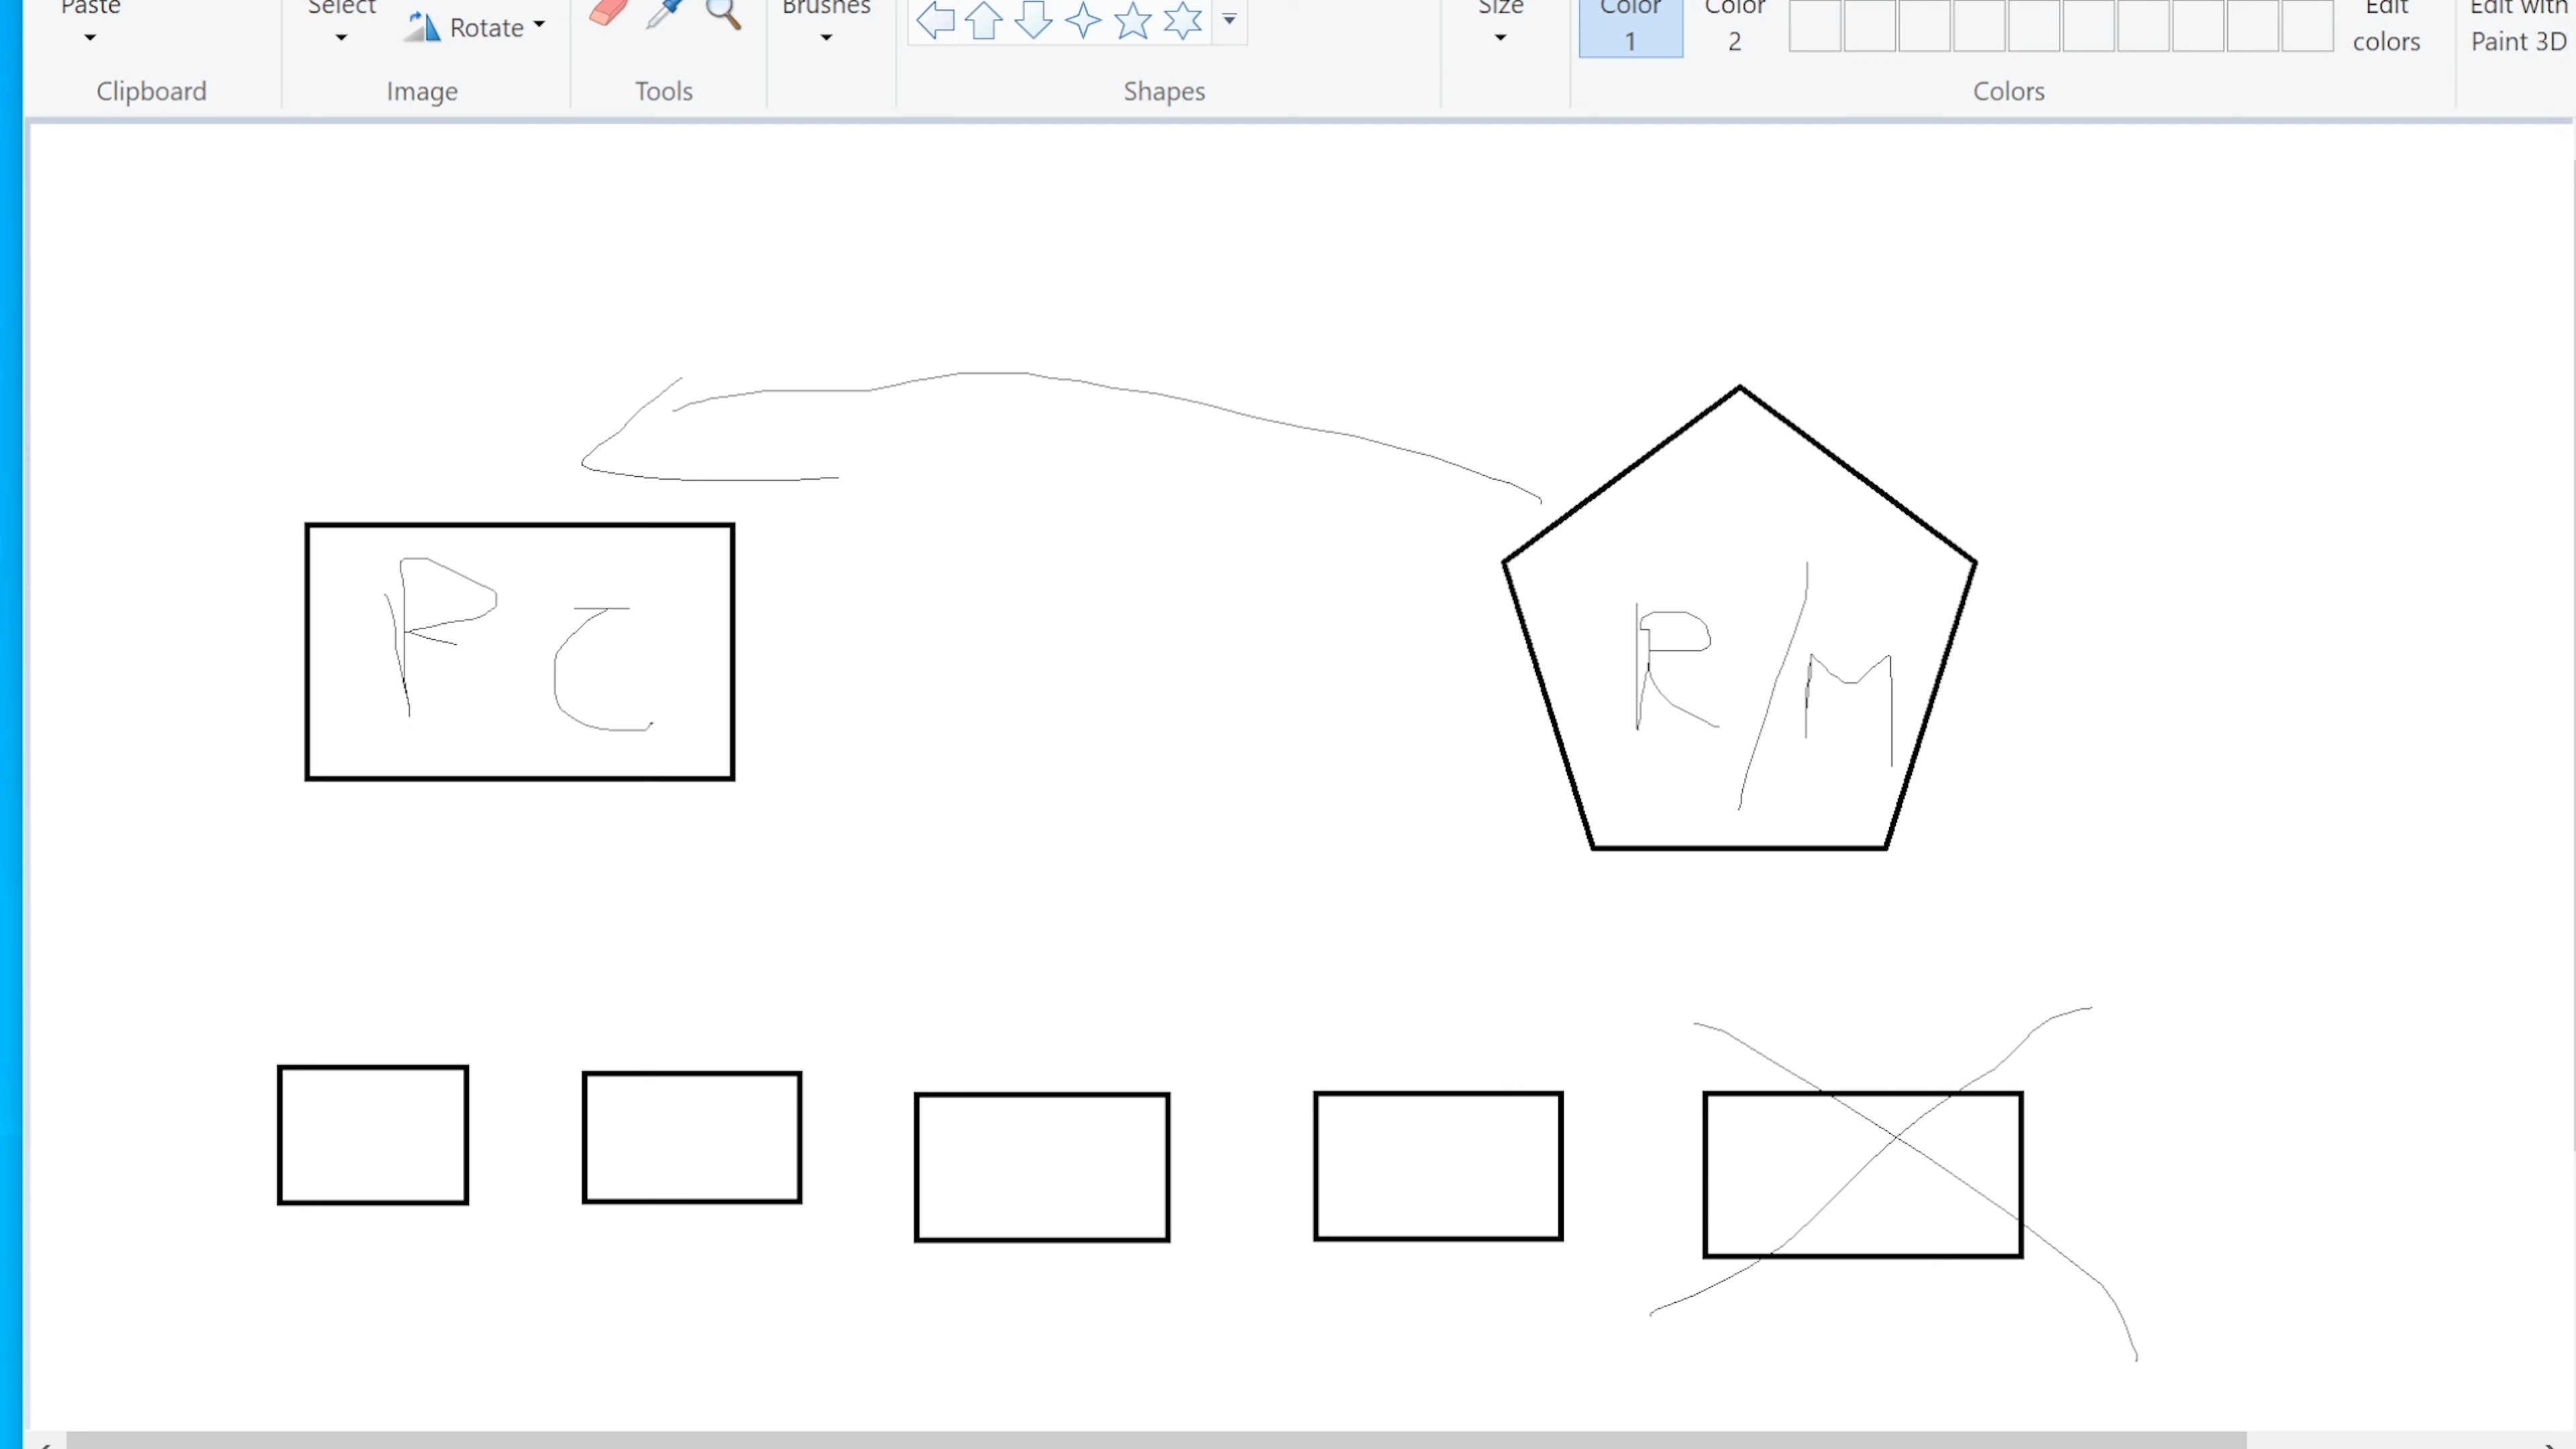 Paste Select Rotate Brushes Size Color 1 Color 2 Edit colors Edit with Paint 3D
Clipboard Image Tools Shapes Colors
PC R/M